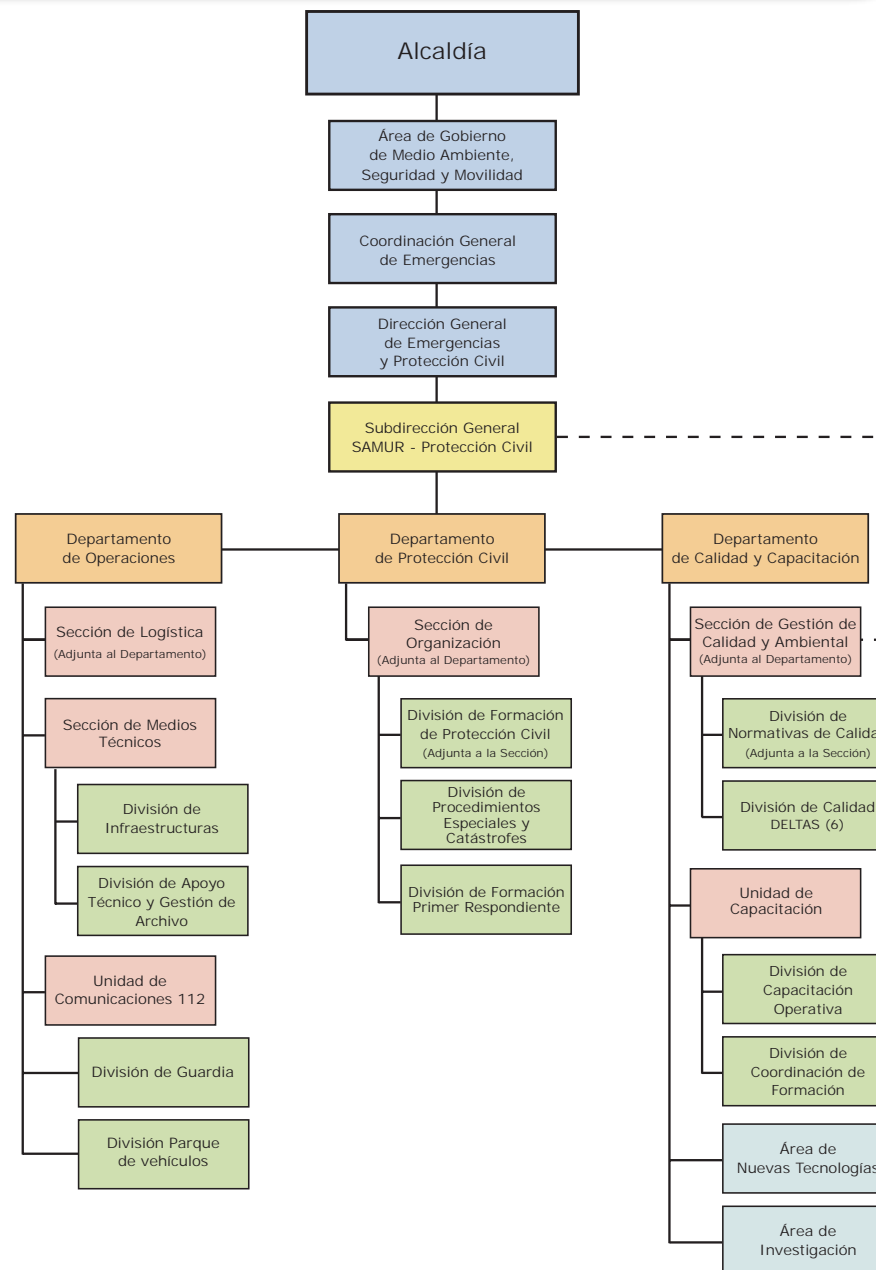 Alcaldía
Área de Gobierno
de Medio Ambiente,
Seguridad y Movilidad
Coordinación General
de Emergencias
Dirección General
de Emergencias
y Protección Civil
Subdirección General
SAMUR - Protección Civil
Departamento
de Operaciones
Sección de Logística
(Adjunta al Departamento)
Sección de Medios
Técnicos
División de
Infraestructuras
División de Apoyo
Técnico y Gestión de
Archivo
Unidad de
Comunicaciones 112
División de Guardia
División Parque
de vehículos
Departamento
de Protección Civil
Sección de
Organización
(Adjunta al Departamento)
División de Formación
de Protección Civil
(Adjunta a la Sección)
División de
Procedimientos
Especiales y
Catástrofes
División de Formación
Primer Respondiente
Departamento
de Calidad y Capacitación
Sección de Gestión de
Calidad y Ambiental
(Adjunta al Departamento)
División de
Normativas de Calida
(Adjunta a la Sección)
División de Calidad
DELTAS (6)
Unidad de
Capacitación
División de
Capacitación
Operativa
División de
Coordinación de
Formación
Área de
Nuevas Tecnologías
Área de
Investigación